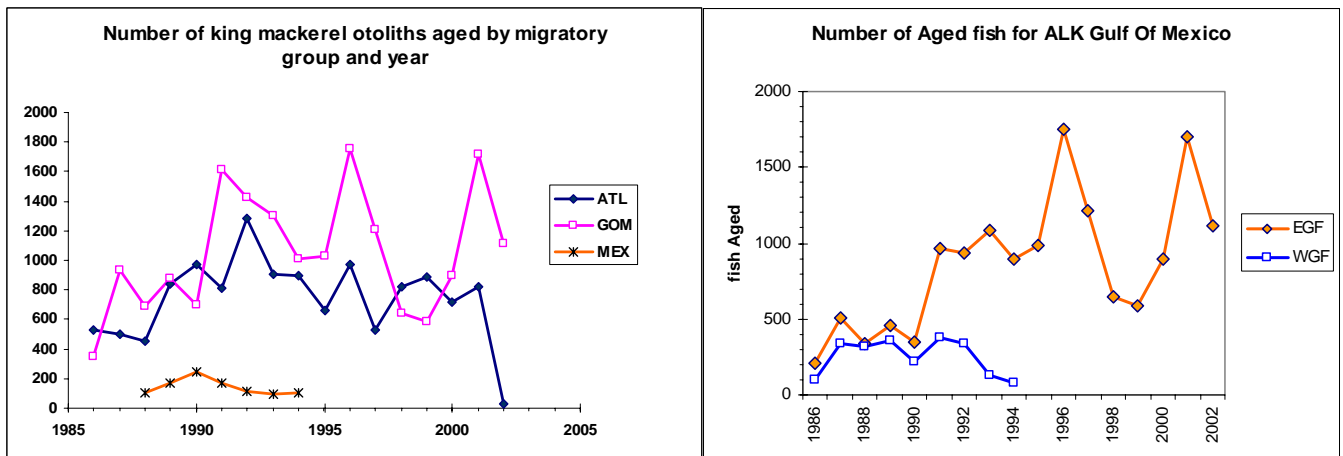 Number of king mackerel otoliths aged by migratory
group and year
2000
1800
1600
1400
1200
1000
800
600
400
200
0
1985 1990 1995 2000 2005
ATL
GOM
MEX
Number of Aged fish for ALK Gulf Of Mexico
fish Aged
2000
1500
1000
500
0
1986 1988 1990 1992 1994 1996 1998 2000 2002
EGF
WGF